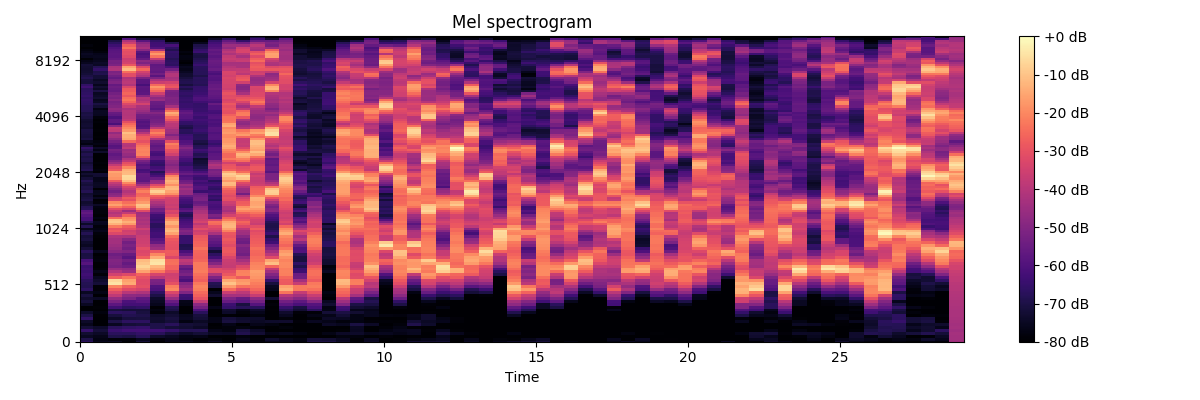 Mel spectrogram
Hz
8192
4096
2048
1024
512
0
0 5 10 15 20 25
Time
+0 dB
-10 dB
-20 dB
-30 dB
-40 dB
-50 dB
-60 dB
-70 dB
-80 dB